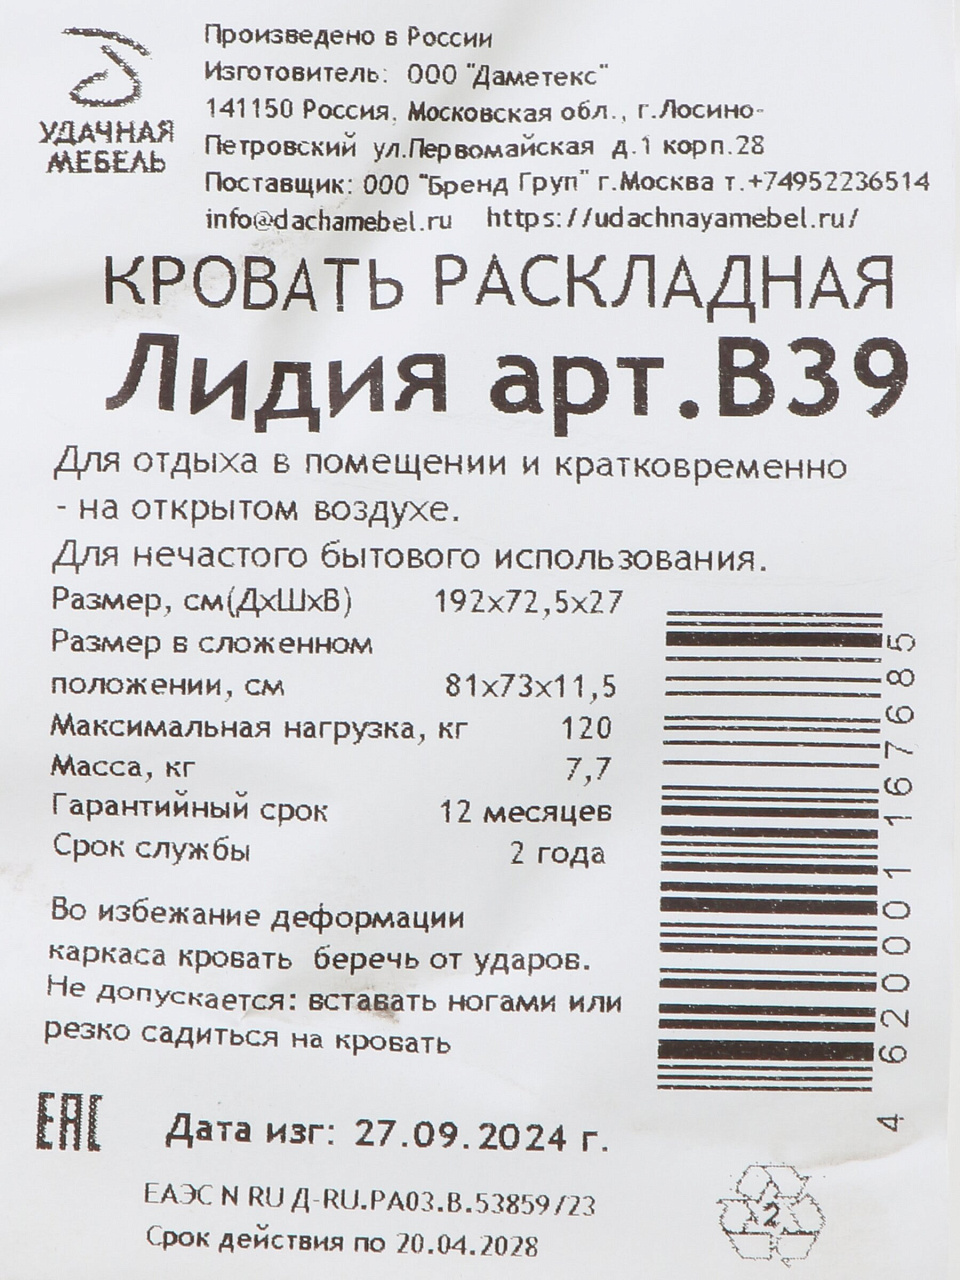 УДАЧНАЯ
МЕБЕЛЬ
Произведено в России
Изготовитель: ООО "Даметекс"
141150 Россия, Московская обл., г.Лосино-
Петровский ул.Первомайская д.1 корп.28
Поставщик: ООО "Бренд Груп" г.Москва т.+74952236514
info@dachamebel.ru https://udachnayamebel.ru/
КРОВАТЬ РАСКЛАДНАЯ
Лидия арт.В39
Для отдыха в помещении и кратковременно
- на открытом воздухе.
Для нечастого бытового использования.
Размер, см(ДхШхВ) 192х72,5х27
Размер в сложенном
положении, см 81х73х11,5
Максимальная нагрузка, кг 120
Масса, кг 7,7
Гарантийный срок 12 месяцев
Срок службы 2 года
Во избежание деформации
каркаса кровать беречь от ударов.
Не допускается: вставать ногами или
резко садиться на кровать
4 620001 167685
ЕАС Дата изг: 27.09.2024 г.
ЕАЭС N RU Д-RU.РА03.В.53859/23
Срок действия по 20.04.2028
2